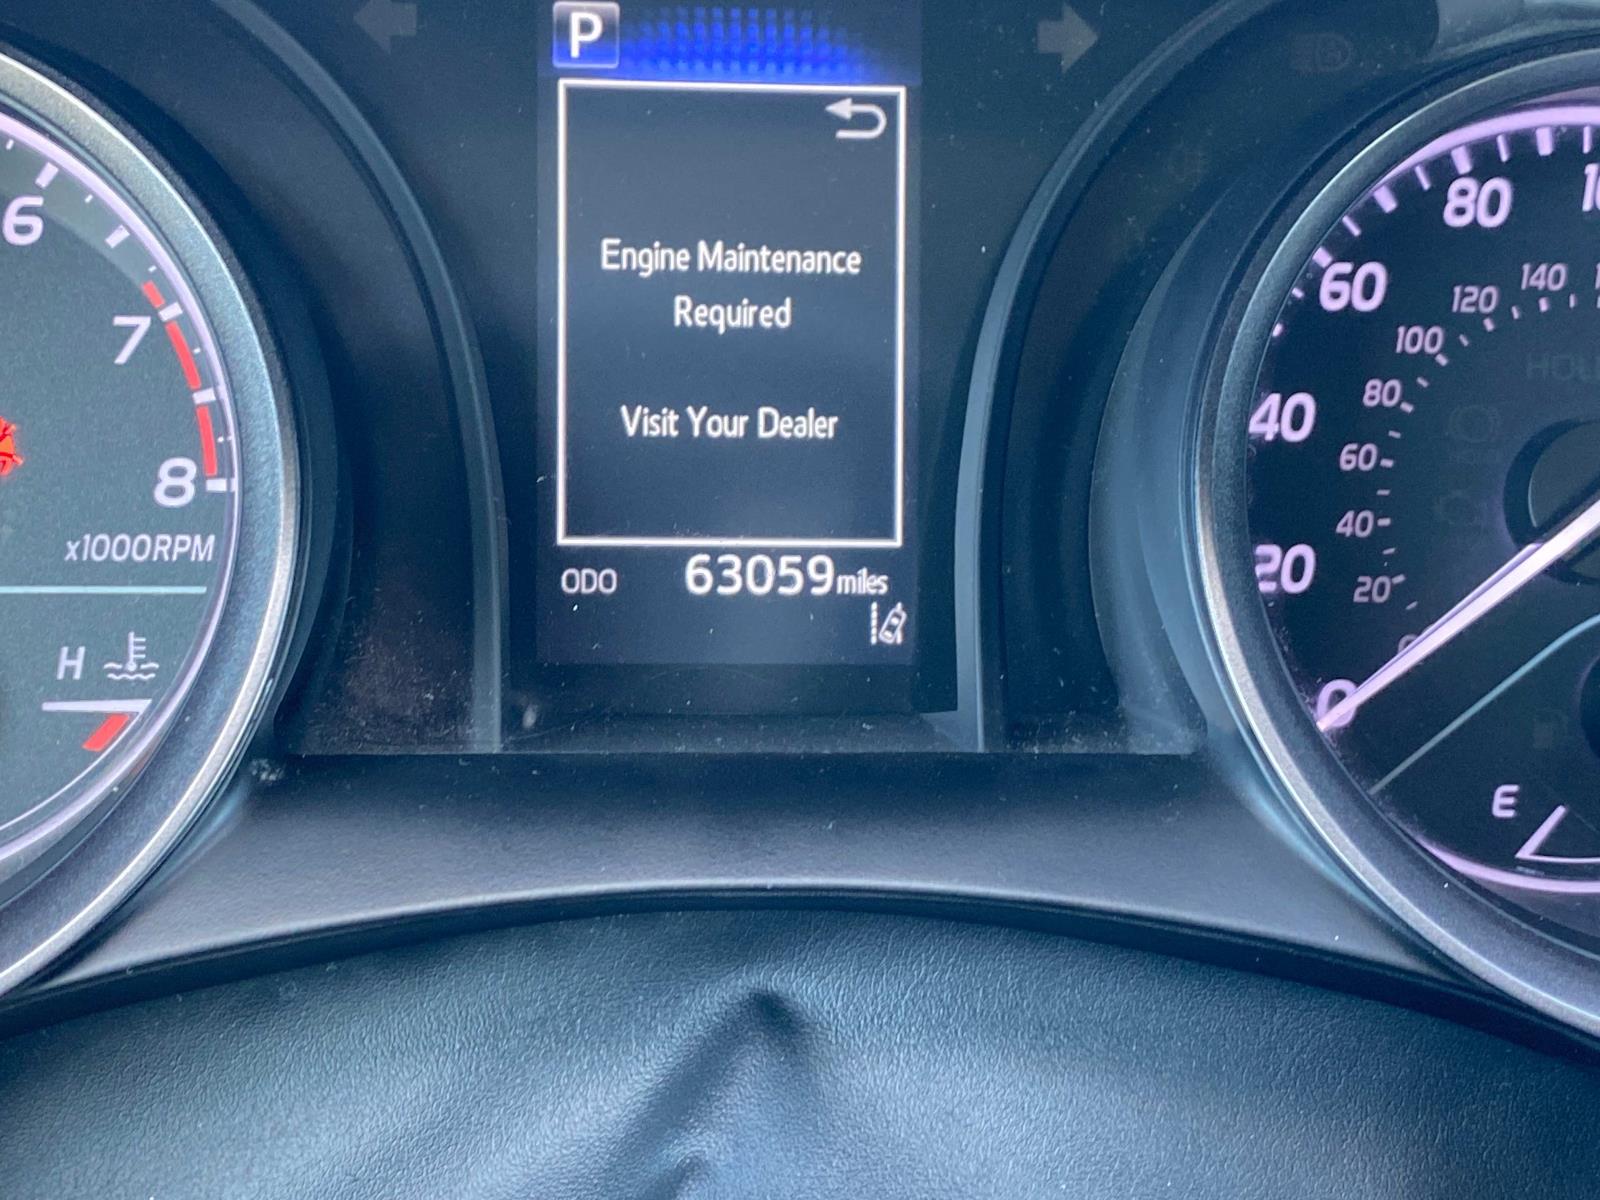 P
Engine Maintenance
Required
Visit Your Dealer
ODO 63059 miles
6
7
8
x1000RPM
H
80
60
40
20
0
140
120
100
80
60
40
20
E